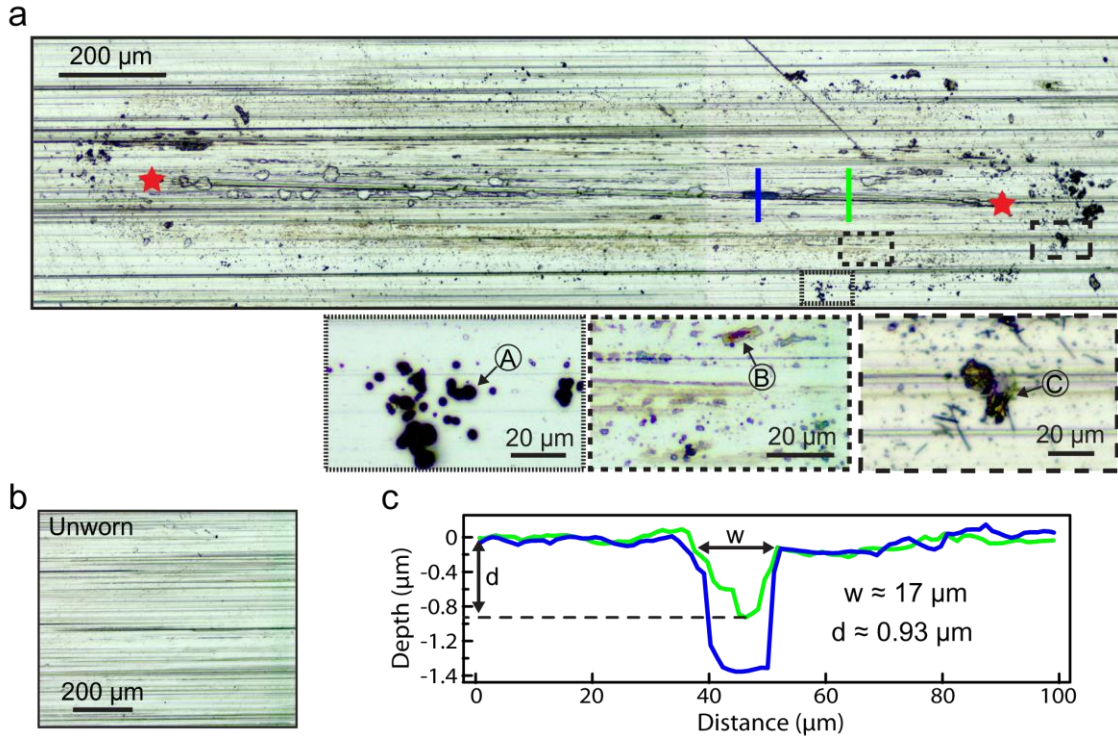 a
200 µm
A
20 µm
B
20 µm
C
20 µm
b
Unworn
200 µm
c
Depth (µm)
0
-0.4
-0.8
-1.2
-1.4
d
w
w ≈ 17 µm
d ≈ 0.93 µm
0 20 40 60 80 100
Distance (µm)